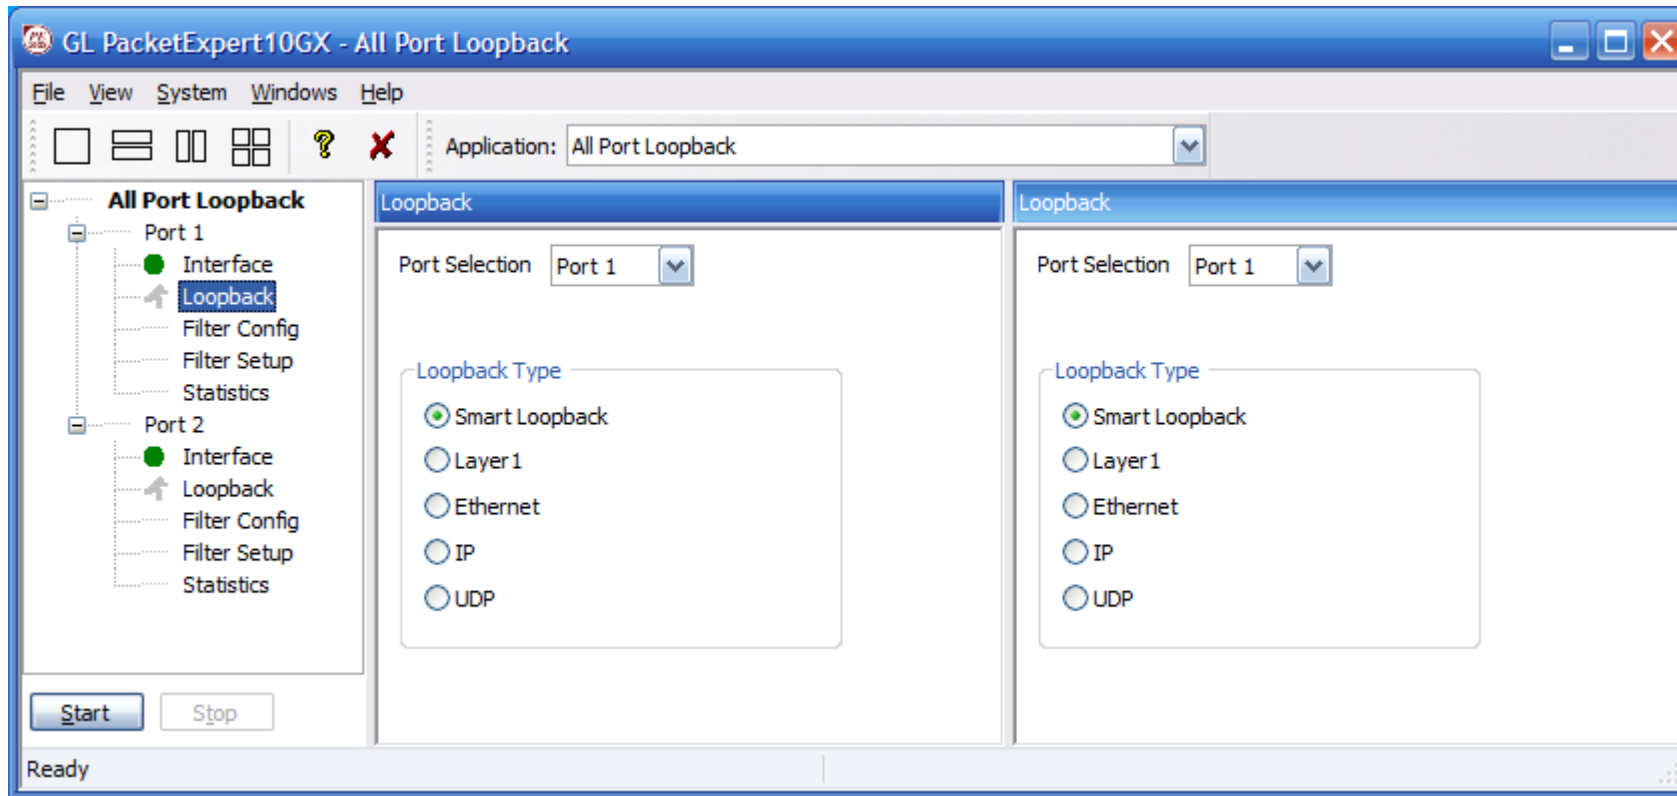 GL PacketExpert10GX - All Port Loopback
File View System Windows Help
Application: All Port Loopback
All Port Loopback
Port 1
Interface
Loopback
Filter Config
Filter Setup
Statistics
Port 2
Interface
Loopback
Filter Config
Filter Setup
Statistics
Start Stop
Loopback
Port Selection Port 1
Loopback Type
Smart Loopback
Layer1
Ethernet
IP
UDP
Loopback
Port Selection Port 1
Loopback Type
Smart Loopback
Layer1
Ethernet
IP
UDP
Ready